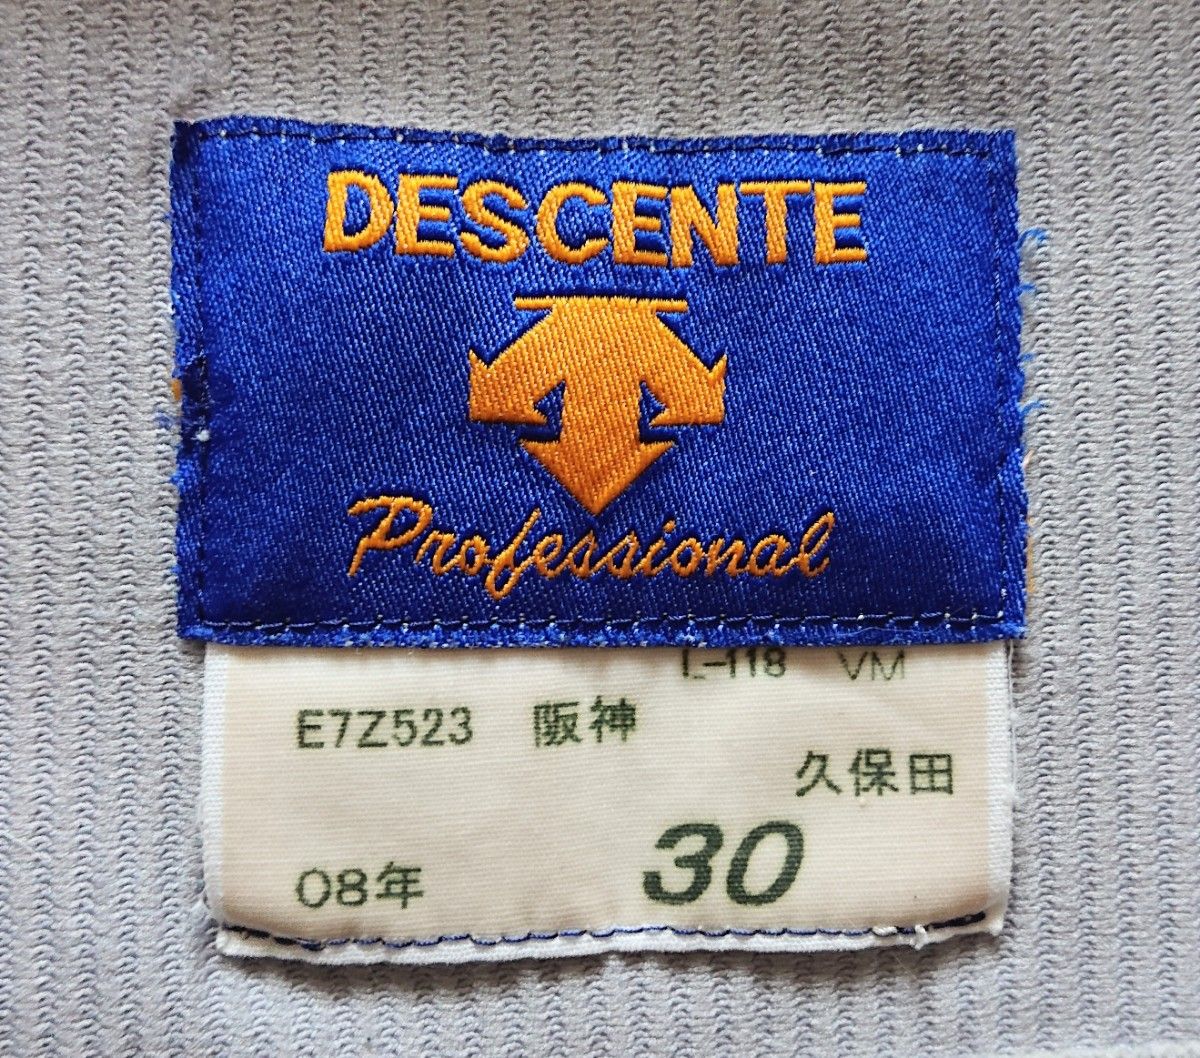 DESCENTE
Professional
L-118 VM
E7Z523 阪神
久保田
08年 30